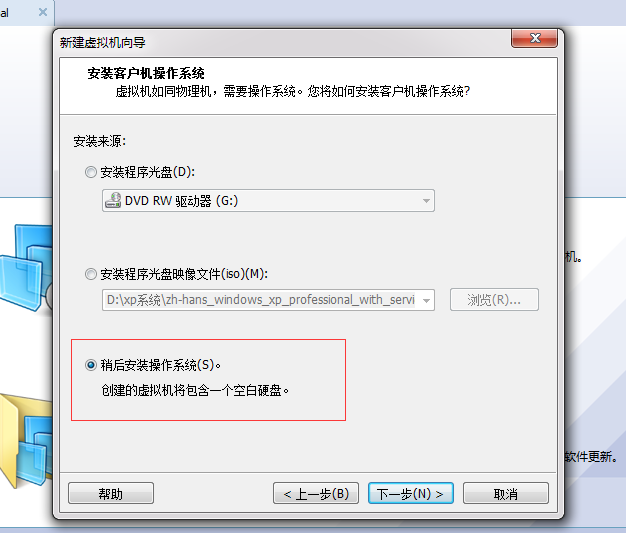 al
新建虚拟机向导
安装客户机操作系统
虚拟机如同物理机，需要操作系统。您将如何安装客户机操作系统?
安装来源:
安装程序光盘(D):
DVD RW 驱动器 (G:)
机。
安装程序光盘映像文件(iso)(M):
D:\xp系统\zh-hans_windows_xp_professional_with_servi
浏览(R)...
稍后安装操作系统(S)。
创建的虚拟机将包含一个空白硬盘。
软件更新。
帮助
< 上一步(B)
下一步(N) >
取消